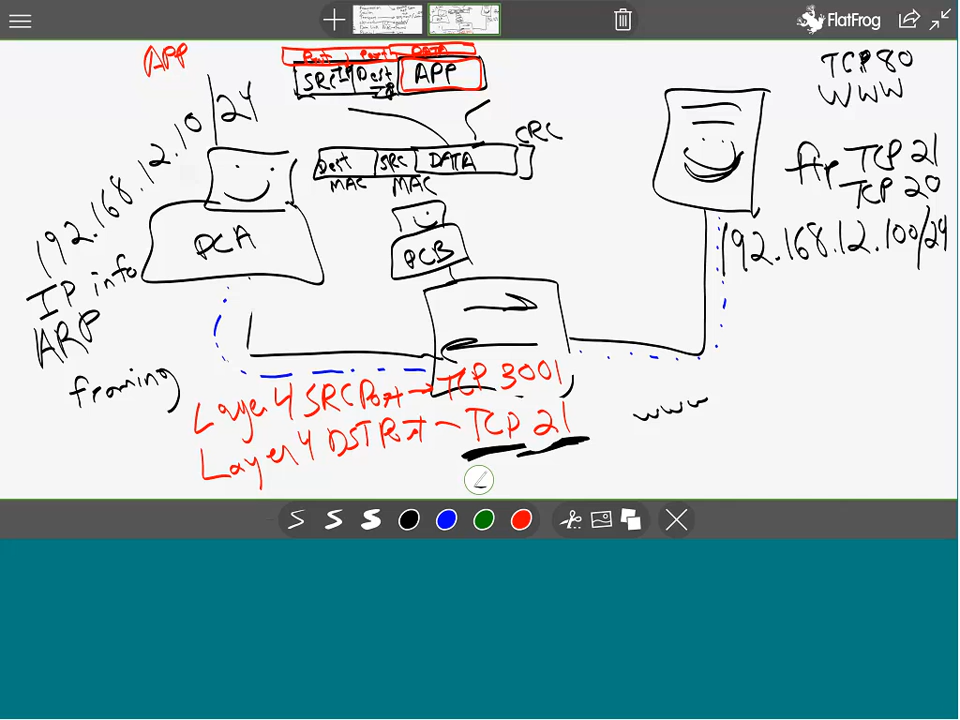 FlatFrog
APP
Port Port DATA
SRC IP Dest IP APP
TCP 80
WWW
192.168.12.10/24
Dest MAC SRC MAC DATA CRC
ftp TCP 21
TCP 20
192.168.12.100/24
PCA
PCB
IP info
ARP
framing
Layer 4 SRC Port → TCP 3001
Layer 4 DST Port - TCP 21
www